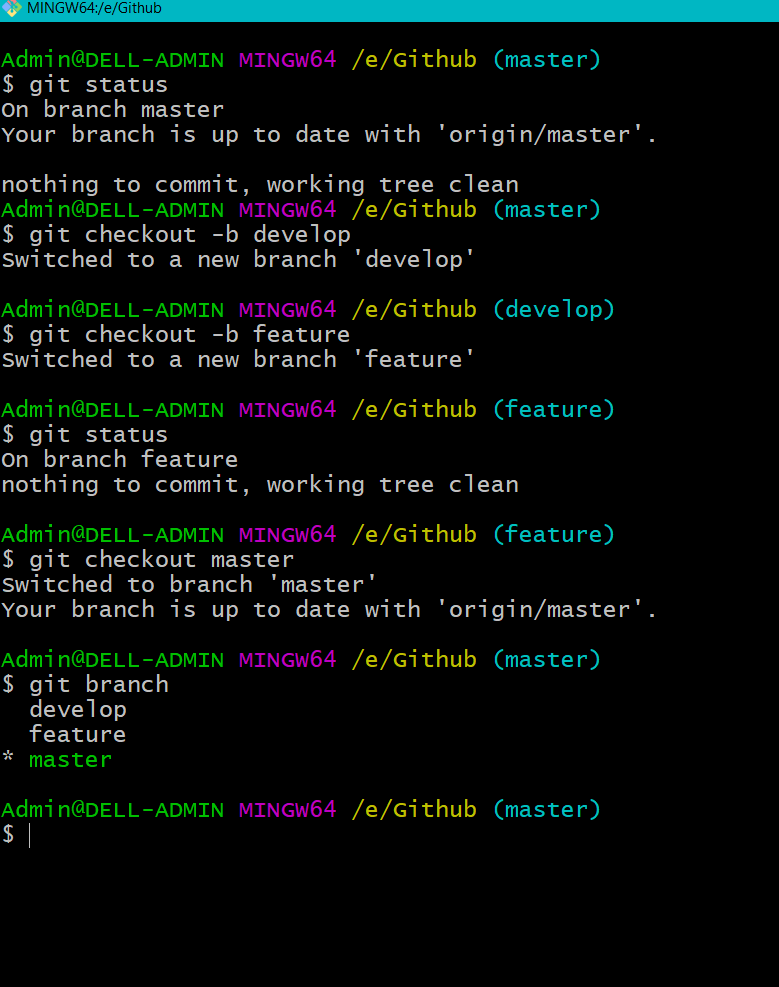 MINGW64:/e/Github
Admin@DELL-ADMIN MINGW64 /e/Github (master)
$ git status
On branch master
Your branch is up to date with 'origin/master'.
nothing to commit, working tree clean
Admin@DELL-ADMIN MINGW64 /e/Github (master)
$ git checkout -b develop
Switched to a new branch 'develop'
Admin@DELL-ADMIN MINGW64 /e/Github (develop)
$ git checkout -b feature
Switched to a new branch 'feature'
Admin@DELL-ADMIN MINGW64 /e/Github (feature)
$ git status
On branch feature
nothing to commit, working tree clean
Admin@DELL-ADMIN MINGW64 /e/Github (feature)
$ git checkout master
Switched to branch 'master'
Your branch is up to date with 'origin/master'.
Admin@DELL-ADMIN MINGW64 /e/Github (master)
$ git branch
  develop
  feature
* master
Admin@DELL-ADMIN MINGW64 /e/Github (master)
$